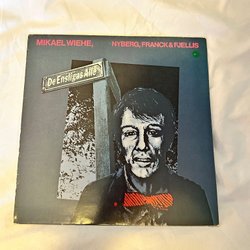 MIKAEL WIEHE, NYBERG, FRANCK & FJELLIS
De Ensligas Allé